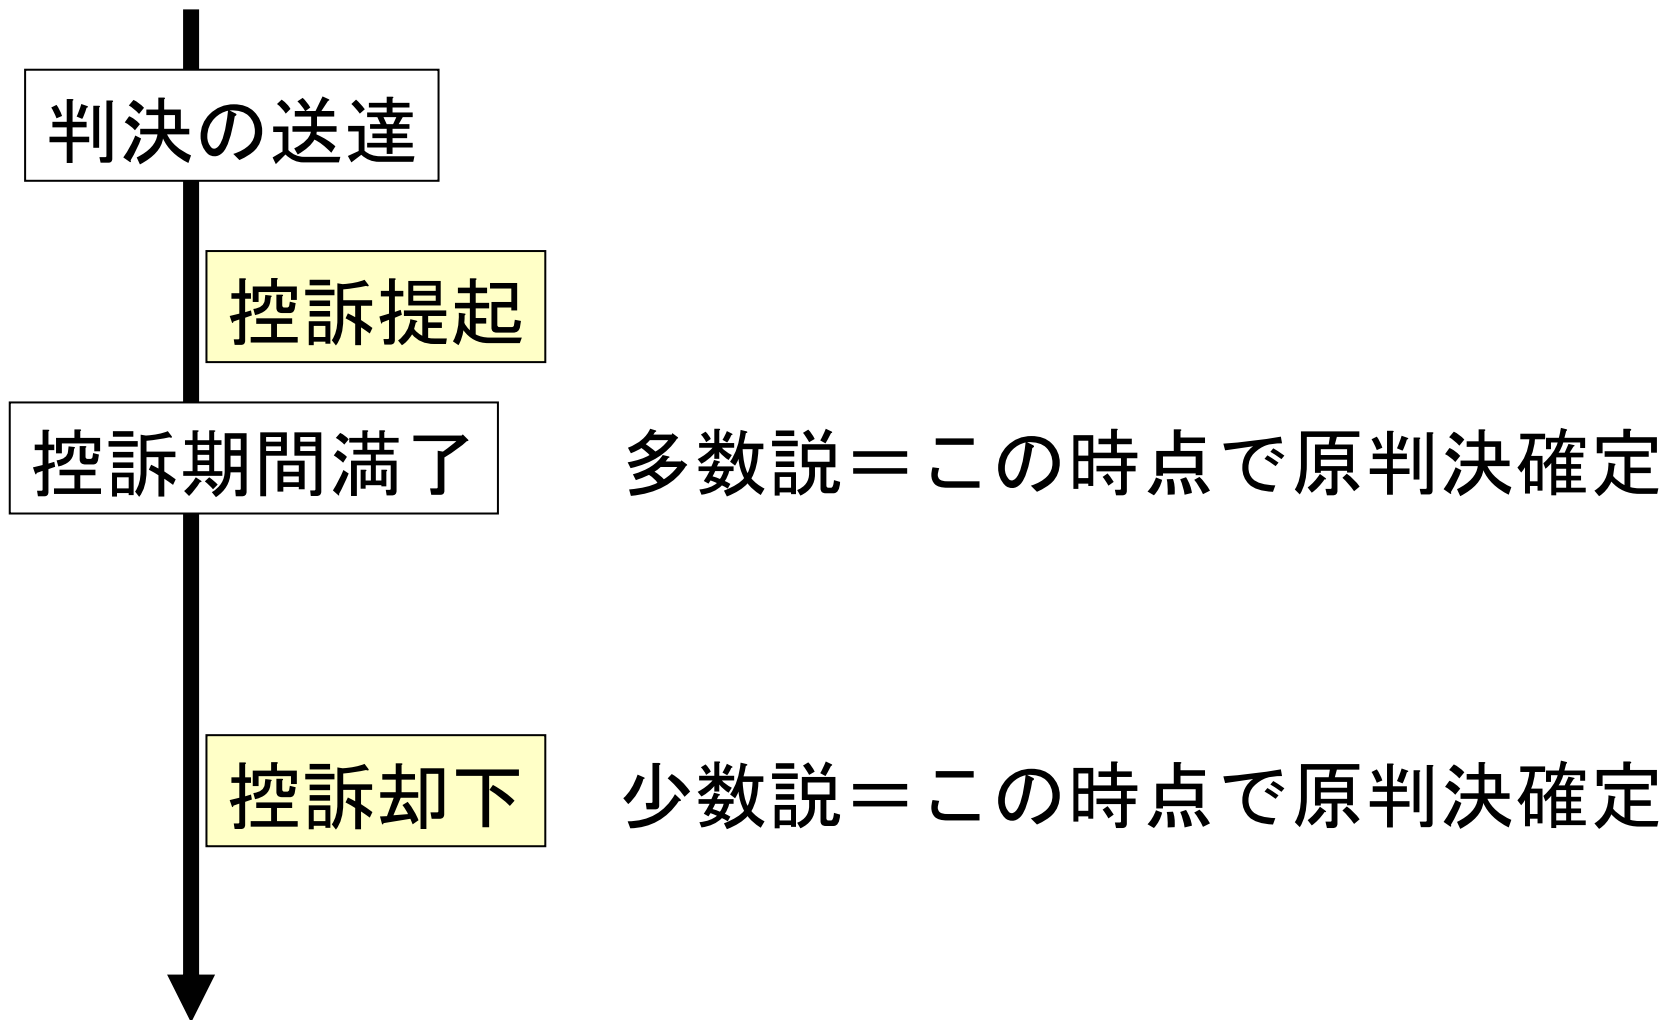 判決の送達
控訴提起
控訴期間満了 多数説＝この時点で原判決確定
控訴却下 少数説＝この時点で原判決確定